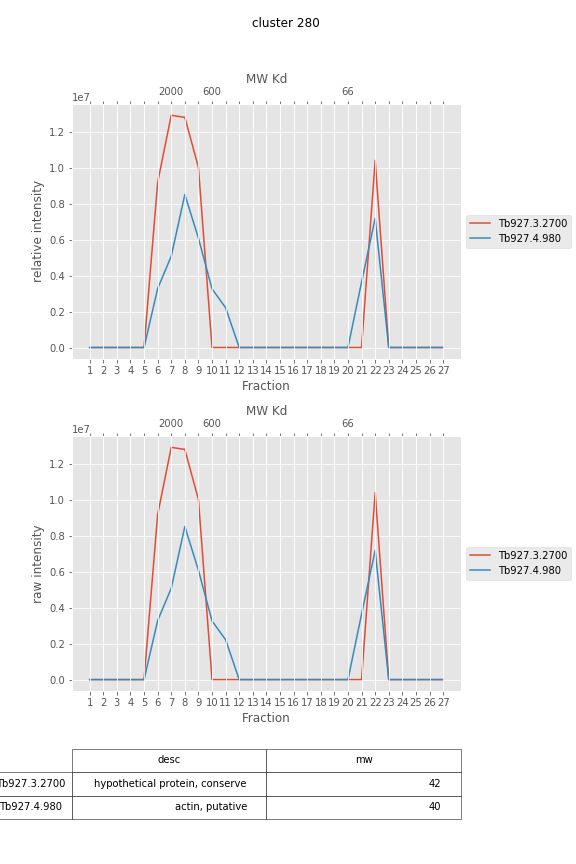 cluster 280
MW Kd
2000 600 66
1e7
1.2
1.0
0.8
0.6
0.4
0.2
0.0
relative intensity
1 2 3 4 5 6 7 8 9 10 11 12 13 14 15 16 17 18 19 20 21 22 23 24 25 26 27
Fraction
Tb927.3.2700
Tb927.4.980
MW Kd
2000 600 66
1e7
1.2
1.0
0.8
0.6
0.4
0.2
0.0
raw intensity
1 2 3 4 5 6 7 8 9 10 11 12 13 14 15 16 17 18 19 20 21 22 23 24 25 26 27
Fraction
Tb927.3.2700
Tb927.4.980
desc mw
Tb927.3.2700 hypothetical protein, conserve 42
Tb927.4.980 actin, putative 40